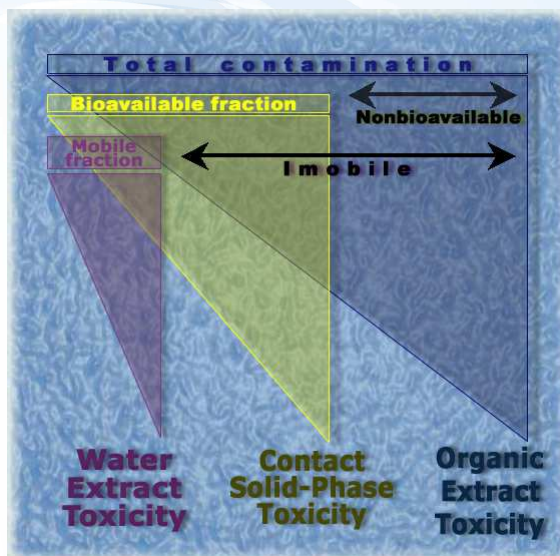 Total contamination
Bioavailable fraction
Nonbioavailable
Mobile
fraction
Imobile
Water
Extract
Toxicity
Contact
Solid-Phase
Toxicity
Organic
Extract
Toxicity